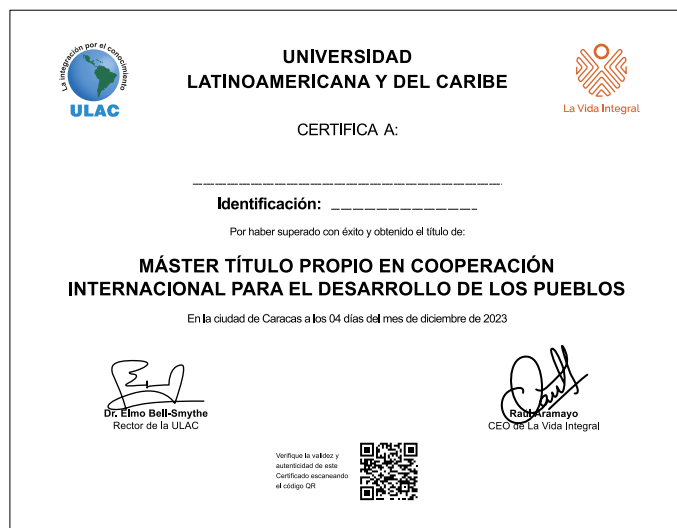 La integración por el conocimiento
ULAC
UNIVERSIDAD
LATINOAMERICANA Y DEL CARIBE
La Vida Integral
CERTIFICA A:
Identificación:
Por haber superado con éxito y obtenido el título de:
MÁSTER TÍTULO PROPIO EN COOPERACIÓN
INTERNACIONAL PARA EL DESARROLLO DE LOS PUEBLOS
En la ciudad de Caracas a los 04 días del mes de diciembre de 2023
Dr. Elmo Bell-Smythe
Rector de la ULAC
Raúl Aramayo
CEO de La Vida Integral
Verifique la validez y
autenticidad de este
Certificado escaneando
el código QR